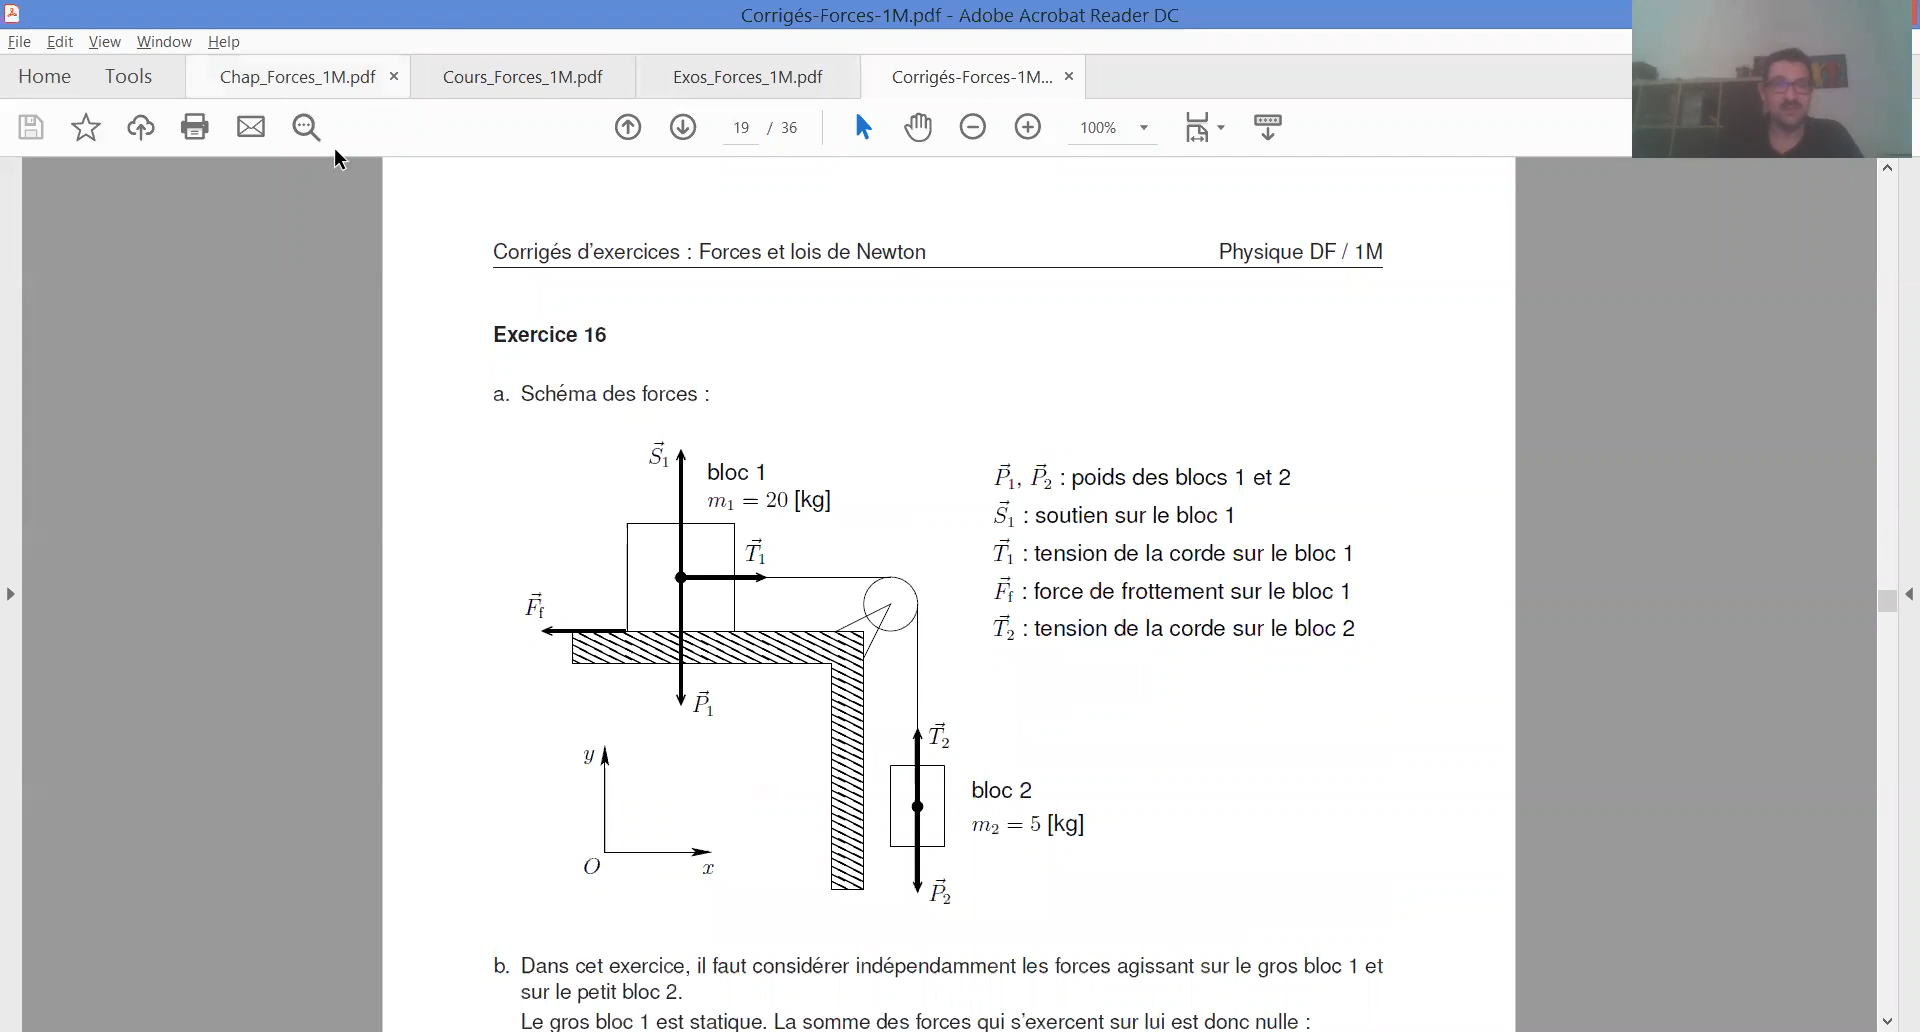 Corrigés-Forces-1M.pdf - Adobe Acrobat Reader DC
File Edit View Window Help
Home Tools Chap_Forces_1M.pdf × Cours_Forces_1M.pdf Exos_Forces_1M.pdf Corrigés-Forces-1M... ×
19 / 36 100%
Corrigés d'exercices : Forces et lois de Newton Physique DF / 1M
Exercice 16
a. Schéma des forces :
S⃗₁
bloc 1
m₁ = 20 [kg]
T⃗₁
F⃗f
P⃗₁
y
O
x
T⃗₂
bloc 2
m₂ = 5 [kg]
P⃗₂
P⃗₁, P⃗₂ : poids des blocs 1 et 2
S⃗₁ : soutien sur le bloc 1
T⃗₁ : tension de la corde sur le bloc 1
F⃗f : force de frottement sur le bloc 1
T⃗₂ : tension de la corde sur le bloc 2
b. Dans cet exercice, il faut considérer indépendamment les forces agissant sur le gros bloc 1 et
sur le petit bloc 2.
Le gros bloc 1 est statique. La somme des forces qui s'exercent sur lui est donc nulle :